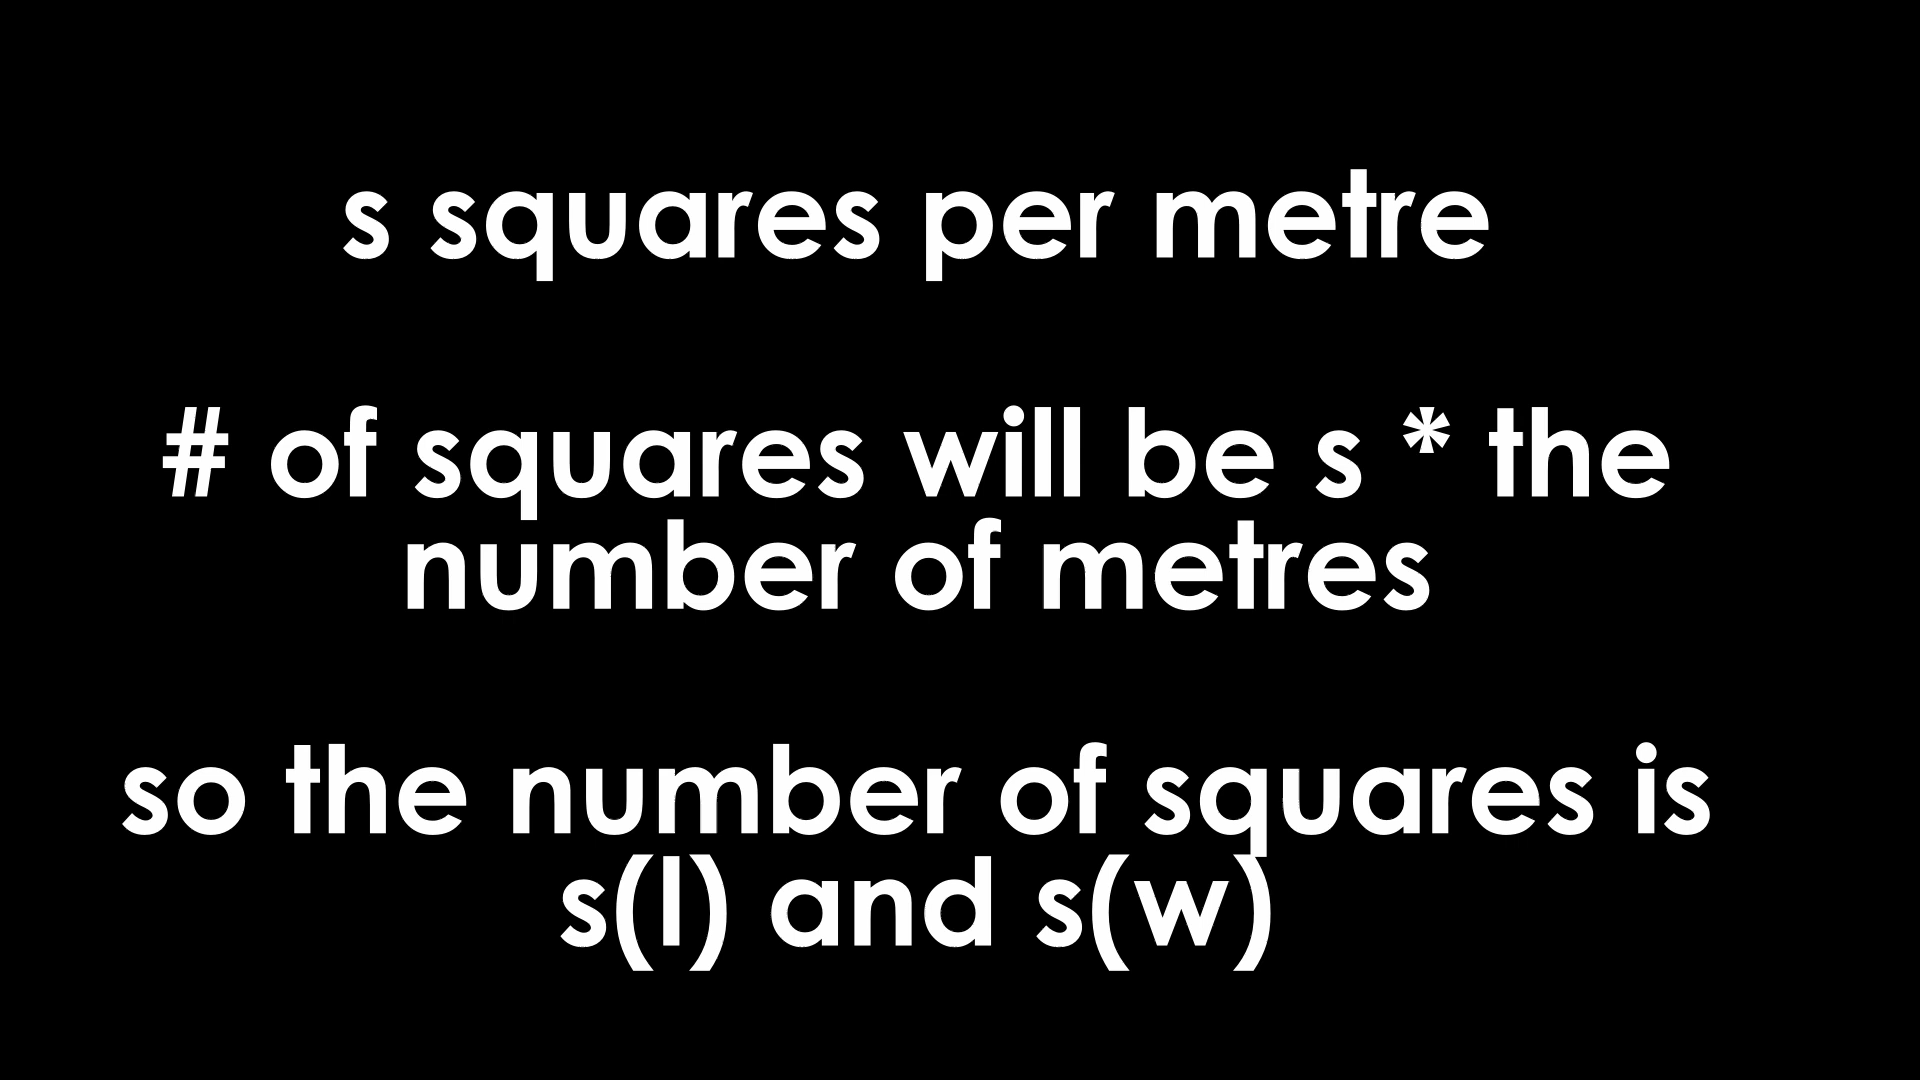 s squares per metre
# of squares will be s * the
number of metres
so the number of squares is
s(l) and s(w)